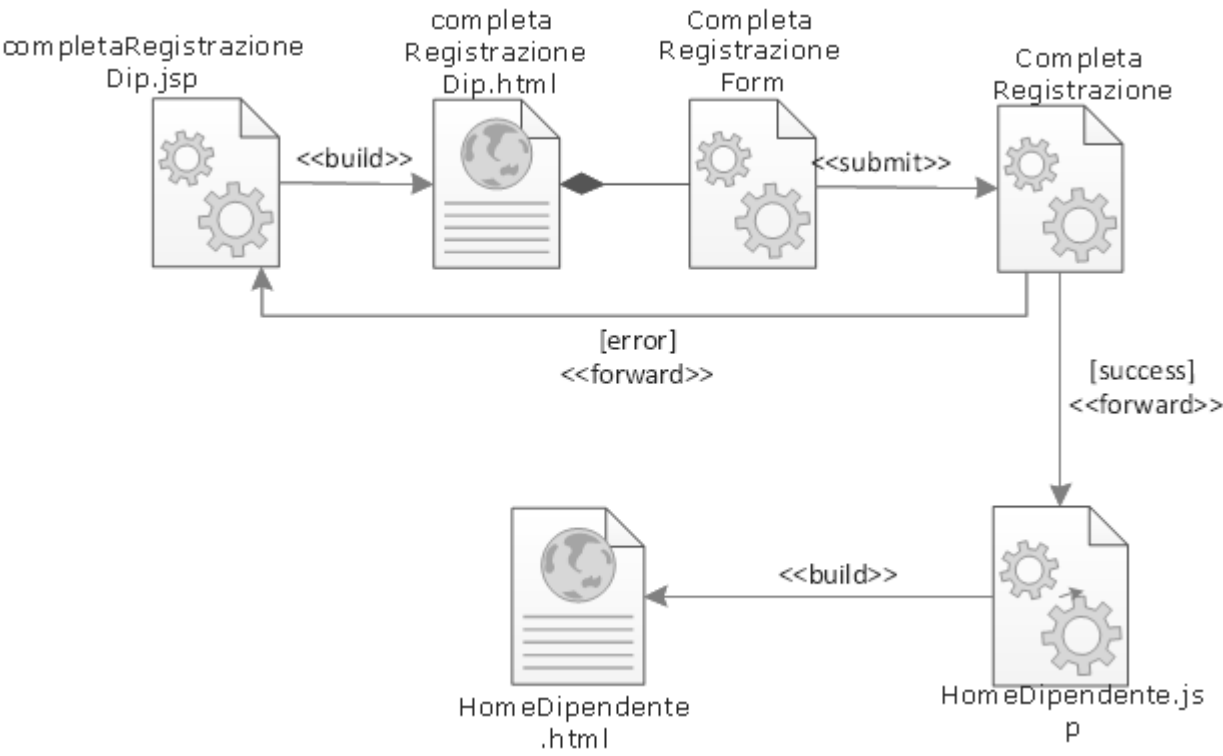 completaRegistrazione
Dip.jsp
completa
Registrazione
Dip.html
Completa
Registrazione
Form
Completa
Registrazione
<<build>>
<<submit>>
[error]
<<forward>>
[success]
<<forward>>
<<build>>
HomeDipendente
.html
HomeDipendente.js
p